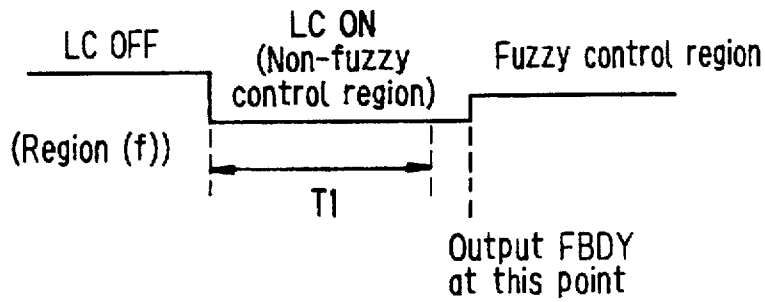 LC OFF
LC ON
(Non-fuzzy
control region)
Fuzzy control region
(Region (f))
T1
Output FBDY
at this point